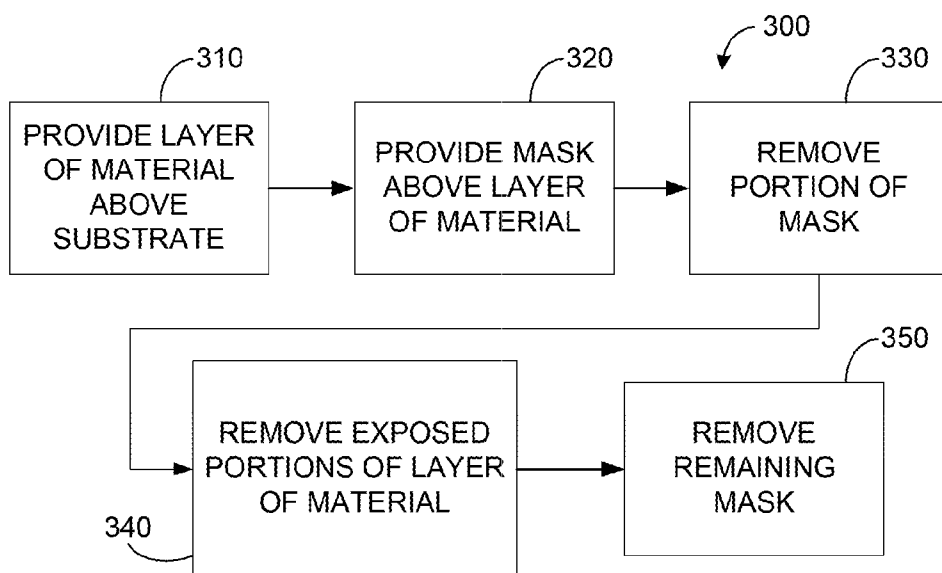 300
310
PROVIDE LAYER
OF MATERIAL
ABOVE
SUBSTRATE
320
PROVIDE MASK
ABOVE LAYER
OF MATERIAL
330
REMOVE
PORTION OF
MASK
340
REMOVE EXPOSED
PORTIONS OF LAYER
OF MATERIAL
350
REMOVE
REMAINING
MASK